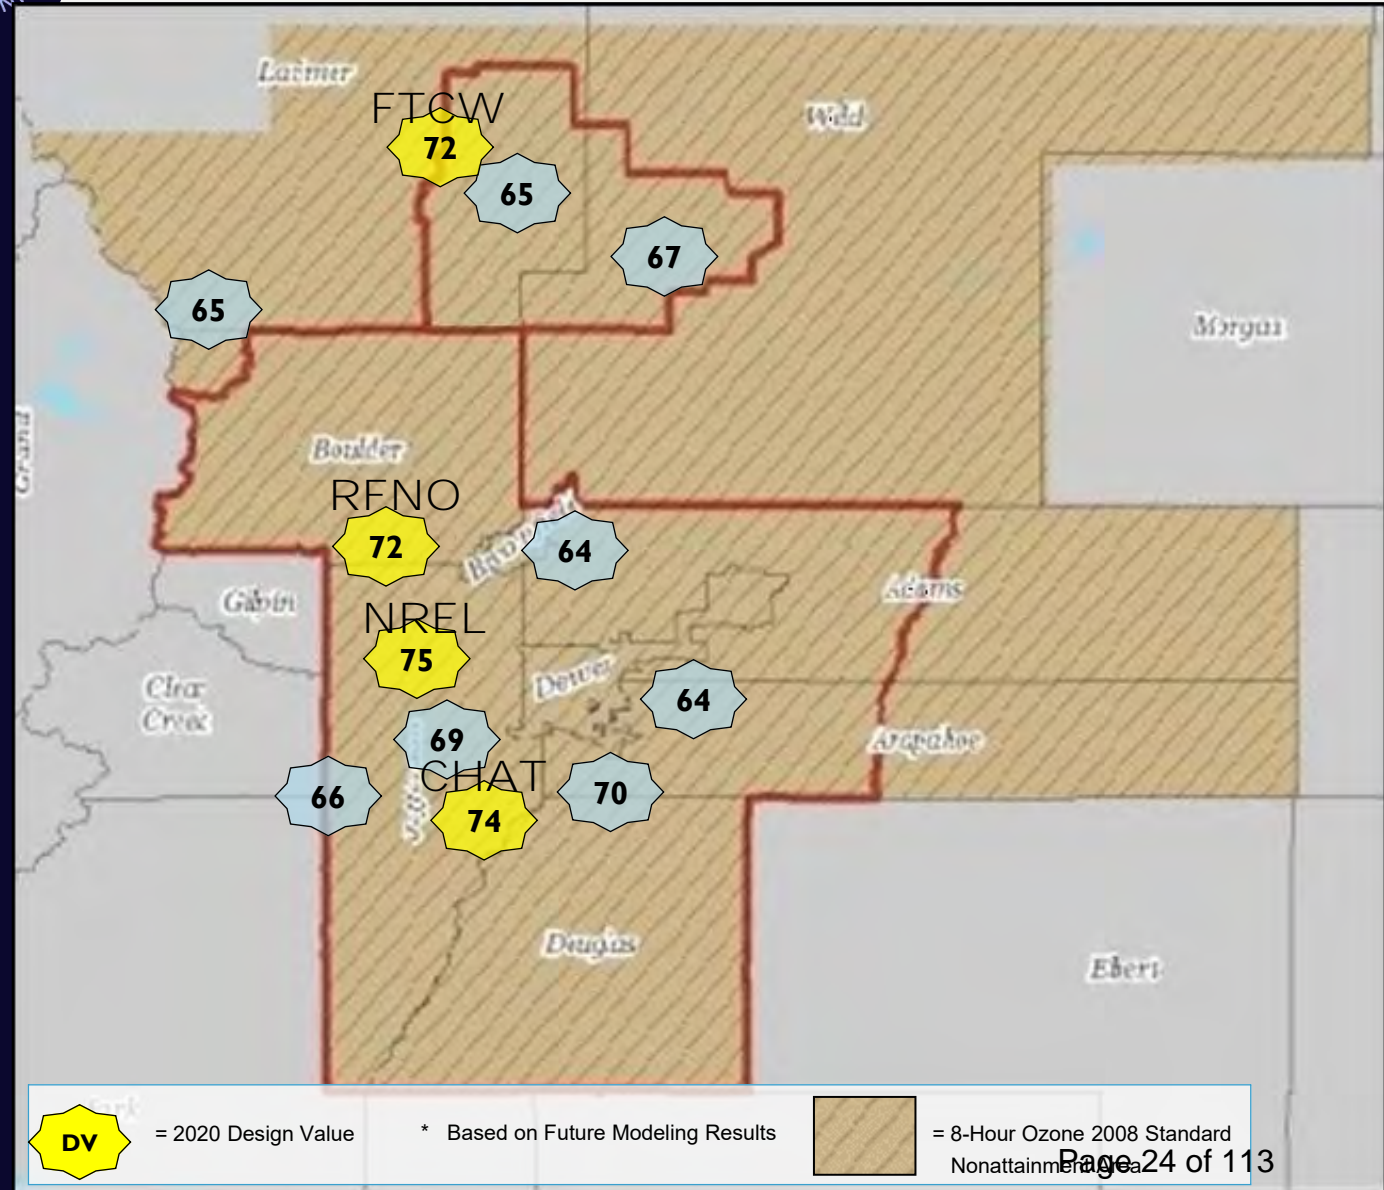 Larimer
Weld
FTCW
72
65
67
65
Morgan
Grand
Boulder
RFNO
72
64
Adams
Gilpin
NREL
75
Denver
64
Clear
Creek
69
Arapahoe
CHAT
66
70
74
Douglas
Elbert
DV
= 2020 Design Value
* Based on Future Modeling Results
= 8-Hour Ozone 2008 Standard
Nonattainment Area
Page 24 of 113